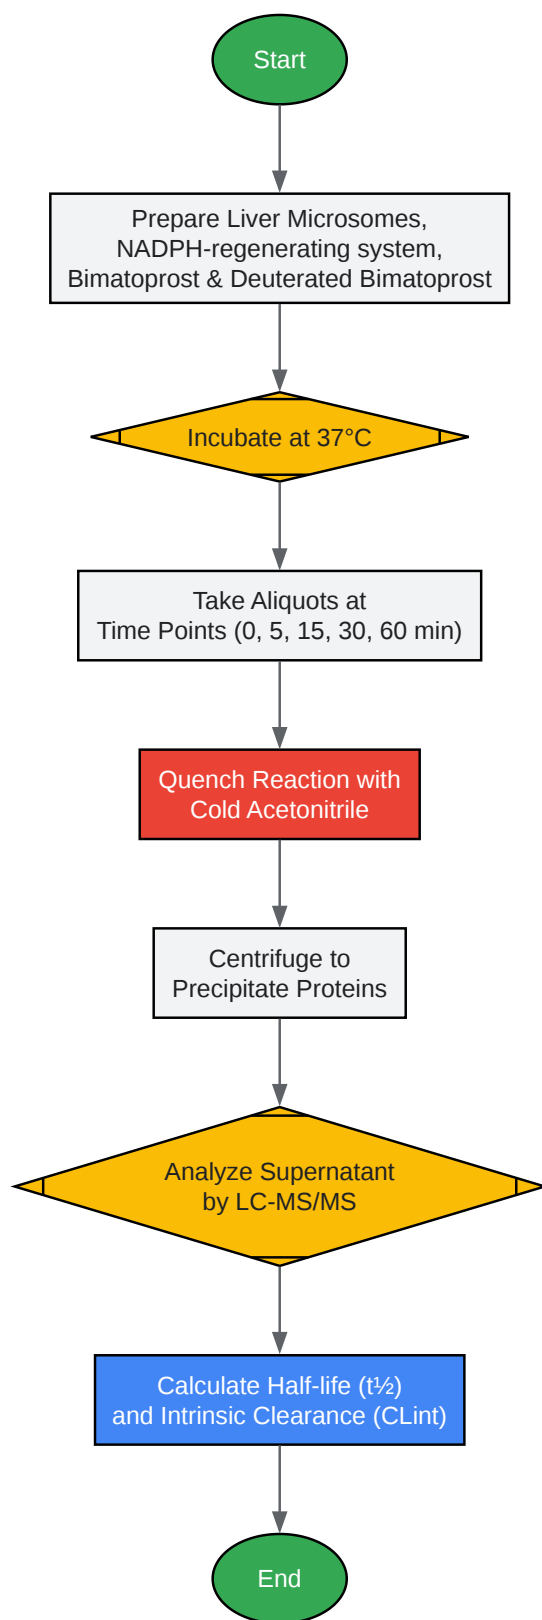 Start
Prepare Liver Microsomes,
NADPH-regenerating system,
Bimatoprost & Deuterated Bimatoprost
Incubate at 37°C
Take Aliquots at
Time Points (0, 5, 15, 30, 60 min)
Quench Reaction with
Cold Acetonitrile
Centrifuge to
Precipitate Proteins
Analyze Supernatant
by LC-MS/MS
Calculate Half-life (t½)
and Intrinsic Clearance (CLint)
End